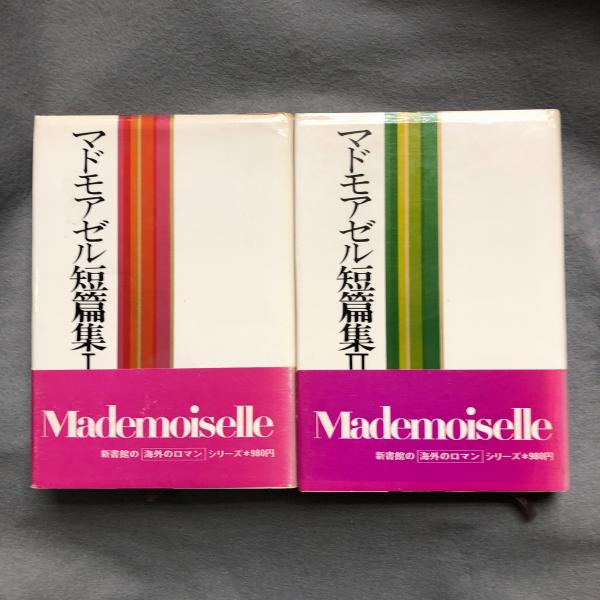 マドモアゼル短篇集Ⅰ
Mademoiselle
新書館の 海外のロマン シリーズ*980円
マドモアゼル短篇集Ⅱ
Mademoiselle
新書館の 海外のロマン シリーズ*980円